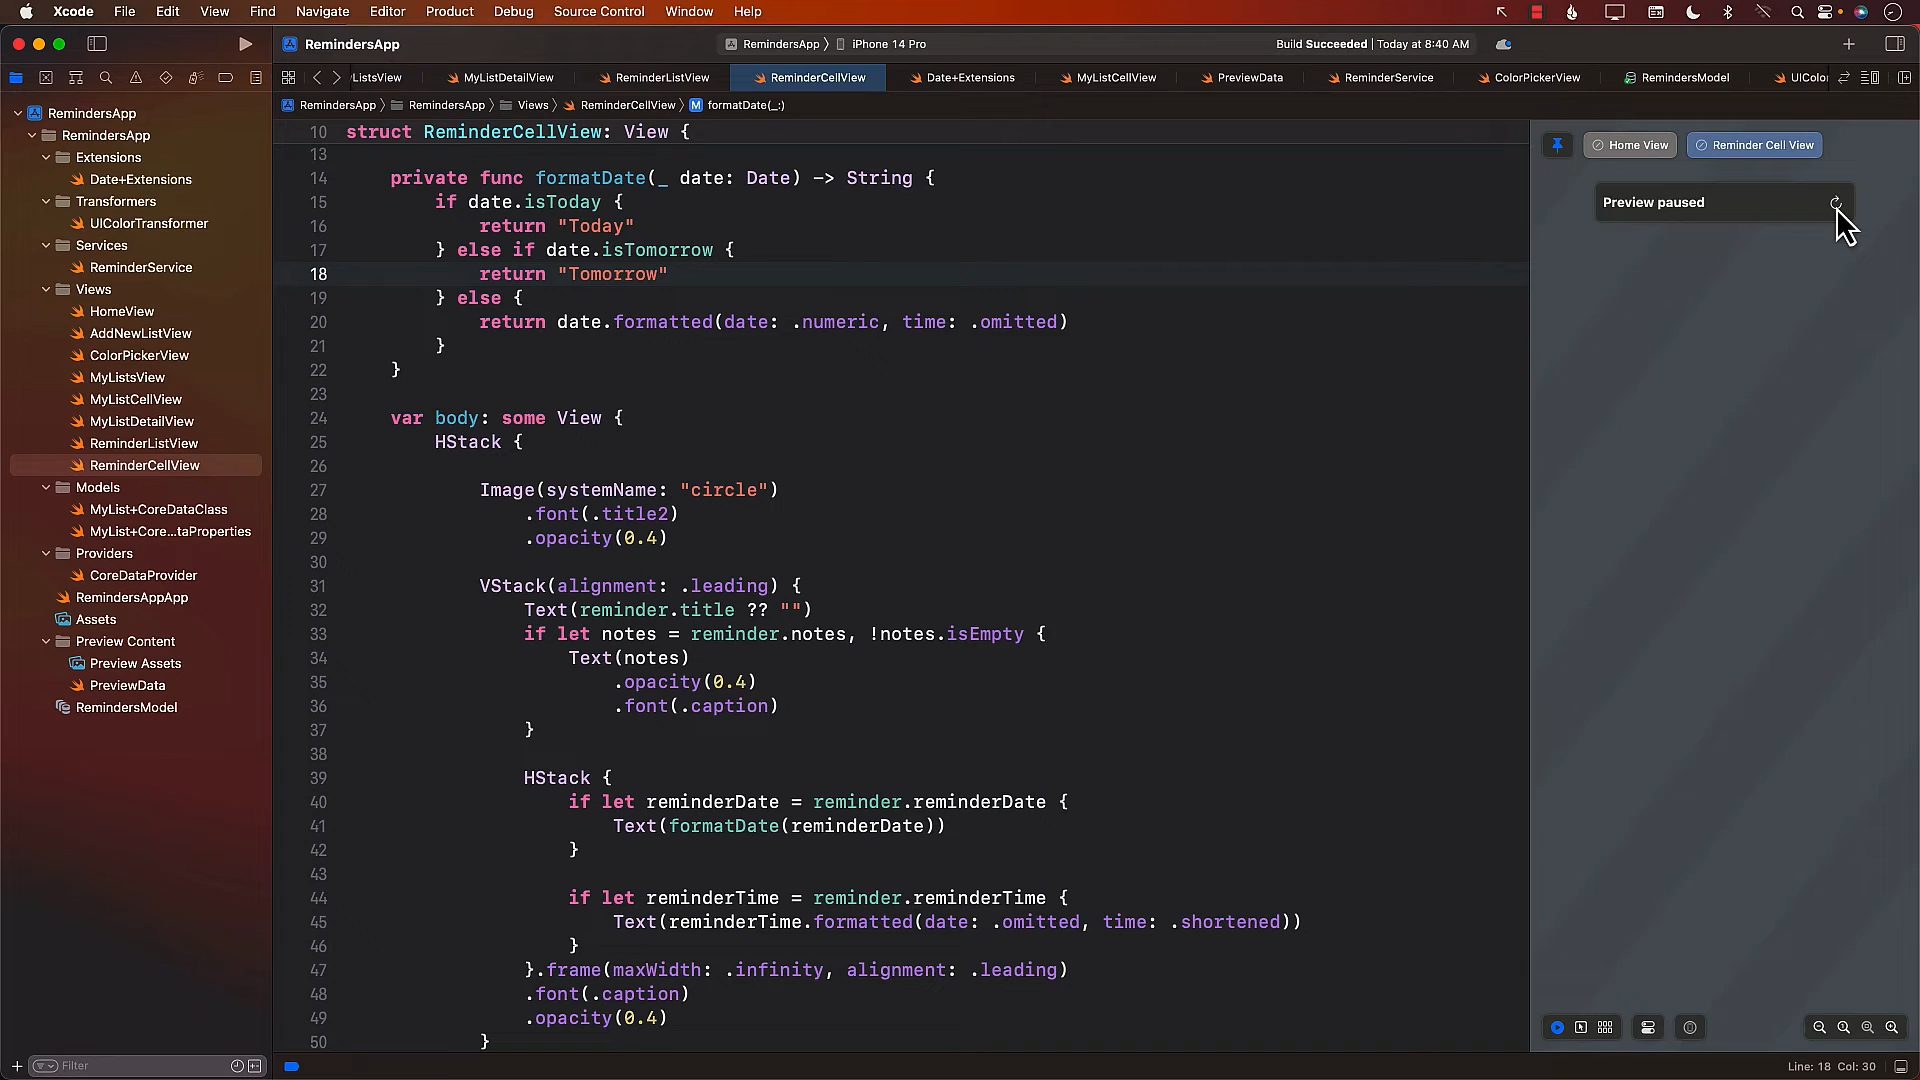 Xcode File Edit View Find Navigate Editor Product Debug Source Control Window Help
RemindersApp
RemindersApp iPhone 14 Pro
Build Succeeded | Today at 8:40 AM
ListsView MyListDetailView ReminderListView ReminderCellView Date+Extensions MyListCellView PreviewData ReminderService ColorPickerView RemindersModel UIColor
RemindersApp RemindersApp Views ReminderCellView M formatDate(_:)
RemindersApp
RemindersApp
Extensions
Date+Extensions
Transformers
UIColorTransformer
Services
ReminderService
Views
HomeView
AddNewListView
ColorPickerView
MyListsView
MyListCellView
MyListDetailView
ReminderListView
ReminderCellView
Models
MyList+CoreDataClass
MyList+Core...taProperties
Providers
CoreDataProvider
RemindersAppApp
Assets
Preview Content
Preview Assets
PreviewData
RemindersModel
Filter
10 struct ReminderCellView: View {
13
14 private func formatDate(_ date: Date) -> String {
15 if date.isToday {
16 return "Today"
17 } else if date.isTomorrow {
18 return "Tomorrow"
19 } else {
20 return date.formatted(date: .numeric, time: .omitted)
21 }
22 }
23
24 var body: some View {
25 HStack {
26
27 Image(systemName: "circle")
28 .font(.title2)
29 .opacity(0.4)
30
31 VStack(alignment: .leading) {
32 Text(reminder.title ?? "")
33 if let notes = reminder.notes, !notes.isEmpty {
34 Text(notes)
35 .opacity(0.4)
36 .font(.caption)
37 }
38
39 HStack {
40 if let reminderDate = reminder.reminderDate {
41 Text(formatDate(reminderDate))
42 }
43
44 if let reminderTime = reminder.reminderTime {
45 Text(reminderTime.formatted(date: .omitted, time: .shortened))
46 }
47 }.frame(maxWidth: .infinity, alignment: .leading)
48 .font(.caption)
49 .opacity(0.4)
50 }
Home View Reminder Cell View
Preview paused
Line: 18 Col: 30